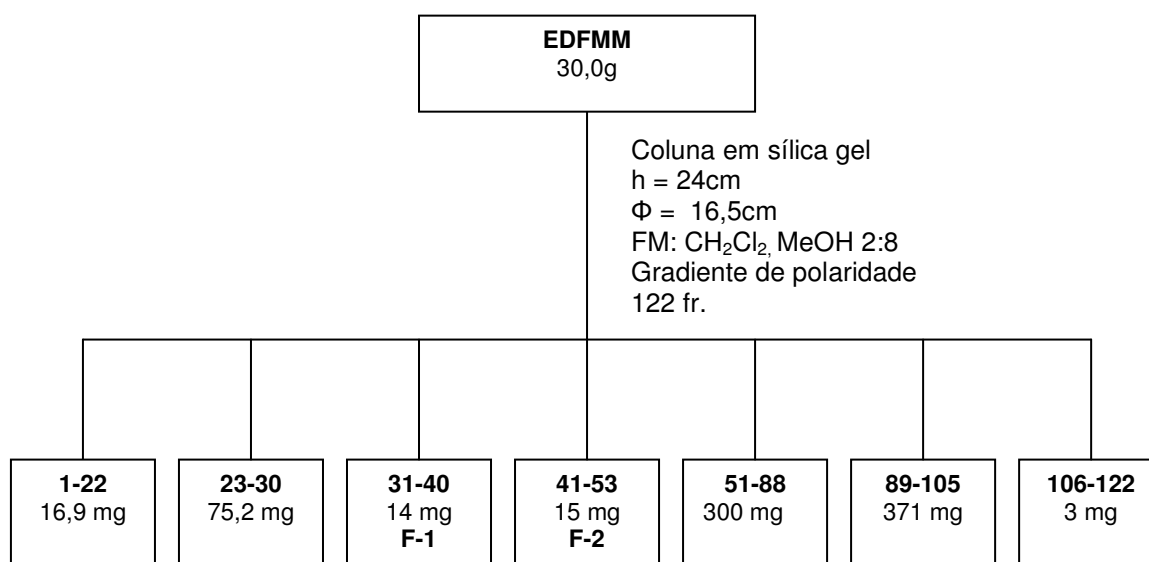 EDFMM
30,0g
Coluna em sílica gel
h = 24cm
Φ = 16,5cm
FM: CH₂Cl₂, MeOH 2:8
Gradiente de polaridade
122 fr.
1-22
16,9 mg
23-30
75,2 mg
31-40
14 mg
F-1
41-53
15 mg
F-2
51-88
300 mg
89-105
371 mg
106-122
3 mg